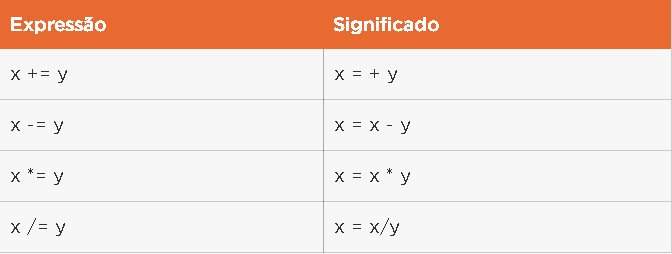 Expressão Significado
x += y x = + y
x -= y x = x - y
x *= y x = x * y
x /= y x = x/y